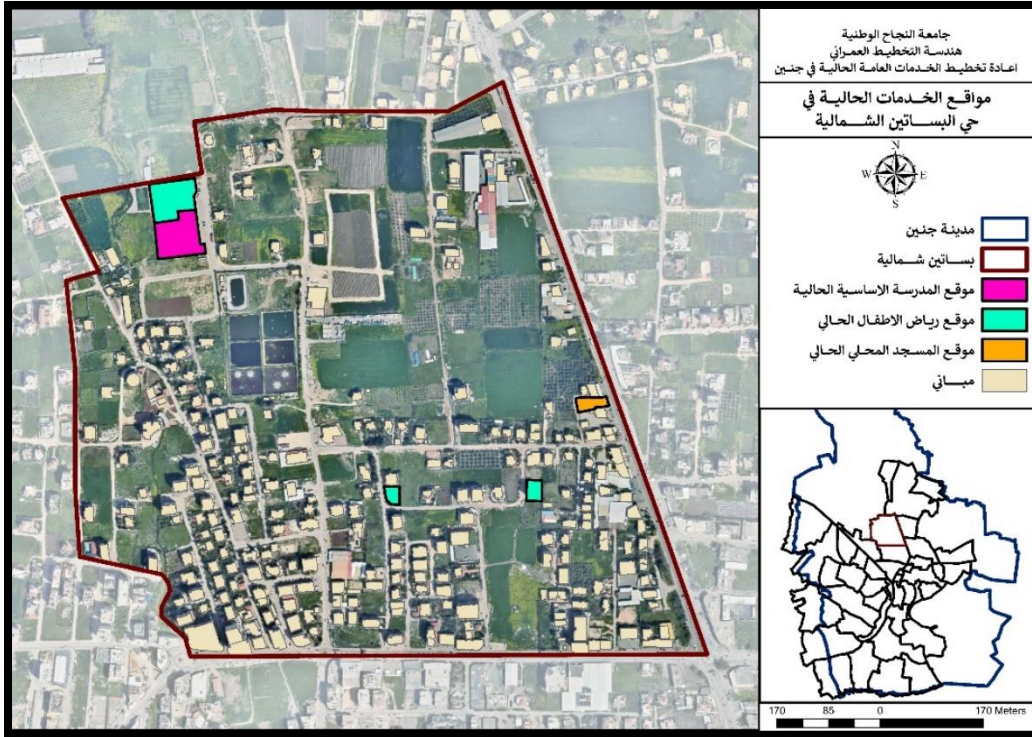 جامعة النجاح الوطنية
هندسة التخطيط العمراني
اعادة تخطيط الخدمات العامة الحالية في جنين
مواقع الخدمات الحالية في
حي البساتين الشمالية
N
W E
S
مدينة جنين
بساتين شمالية
موقع المدرسة الاساسية الحالية
موقع رياض الاطفال الحالي
موقع المسجد المحلي الحالي
مباني
170 85 0 170 Meters